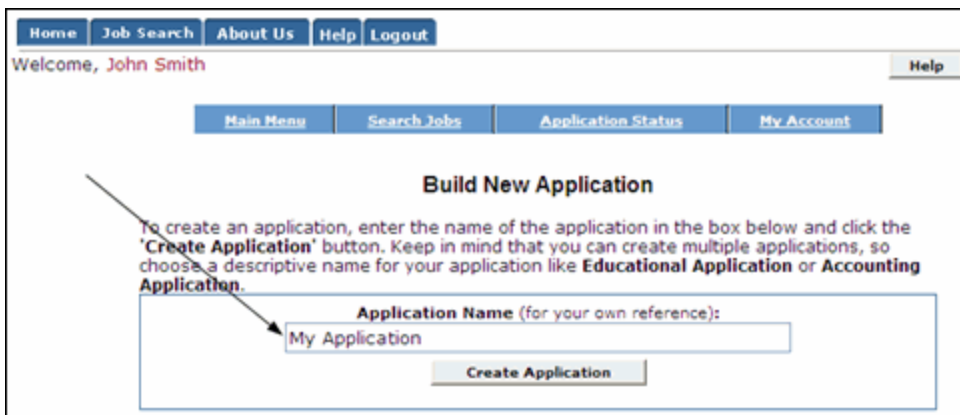 Home Job Search About Us Help Logout
Welcome, John Smith
Help
Main Menu Search Jobs Application Status My Account
Build New Application
To create an application, enter the name of the application in the box below and click the
'Create Application' button. Keep in mind that you can create multiple applications, so
choose a descriptive name for your application like Educational Application or Accounting
Application.
Application Name (for your own reference):
My Application
Create Application